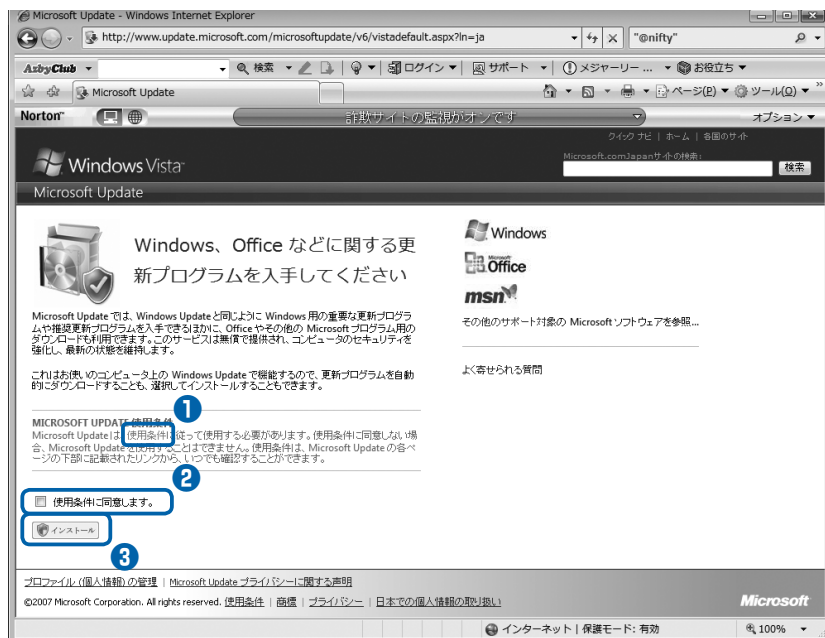 Microsoft Update - Windows Internet Explorer
http://www.update.microsoft.com/microsoftupdate/v6/vistadefault.aspx?ln=ja
"@nifty"
AzbyClub 検索 ログイン サポート メジャーリー ... お役立ち
Microsoft Update
ページ(P) ツール(O) »
Norton™ 詐欺サイトの監視がオンです オプション
クイック ナビ | ホーム | 各国のサイト
Windows Vista™
Microsoft.comJapanサイトの検索:
検索
Microsoft Update
Windows、Office などに関する更
新プログラムを入手してください
Microsoft Update では、Windows Updateと同じように Windows 用の重要な更新プログラ
ムや推奨更新プログラムを入手できるほかに、Office やその他の Microsoft プログラム用の
ダウンロードも利用できます。このサービスは無償で提供され、コンピュータのセキュリティを
強化し、最新の状態を維持します。
これはお使いのコンピュータ上の Windows Update で機能するので、更新プログラムを自動
的にダウンロードすることも、選択してインストールすることもできます。
Windows
Microsoft
Office
msn
その他のサポート対象の Microsoft ソフトウェアを参照...
よく寄せられる質問
1
MICROSOFT UPDATE 使用条件
Microsoft Updateは、使用条件に従って使用する必要があります。使用条件に同意しない場
合、Microsoft Updateを使用することはできません。使用条件は、Microsoft Update の各ペ
ージの下部に記載されたリンクから、いつでも確認することができます。
2
使用条件に同意します。
インストール
3
プロファイル (個人情報) の管理 | Microsoft Update プライバシーに関する声明
©2007 Microsoft Corporation. All rights reserved. 使用条件 | 商標 | プライバシー | 日本での個人情報の取り扱い
Microsoft
インターネット | 保護モード: 有効
100%